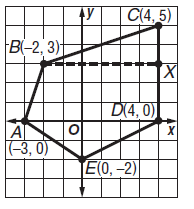 y
C(4, 5)
B(−2, 3)
X
D(4, 0)
A
O
x
(−3, 0)
E(0, −2)